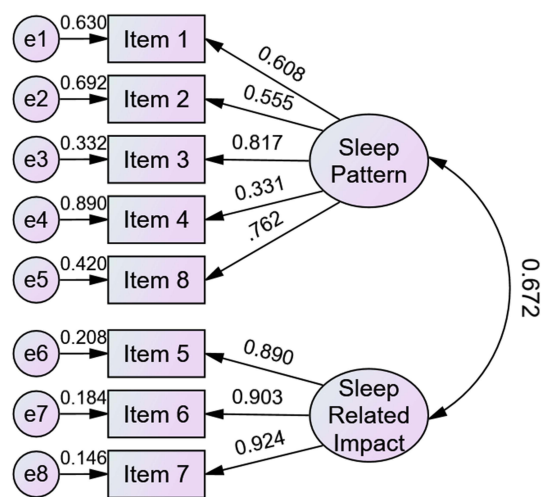 e1 0.630 Item 1 0.608
e2 0.692 Item 2 0.555
e3 0.332 Item 3 0.817
Sleep
Pattern
e4 0.890 Item 4 0.331
e5 0.420 Item 8 .762
0.672
e6 0.208 Item 5 0.890
e7 0.184 Item 6 0.903
Sleep
Related
Impact
e8 0.146 Item 7 0.924